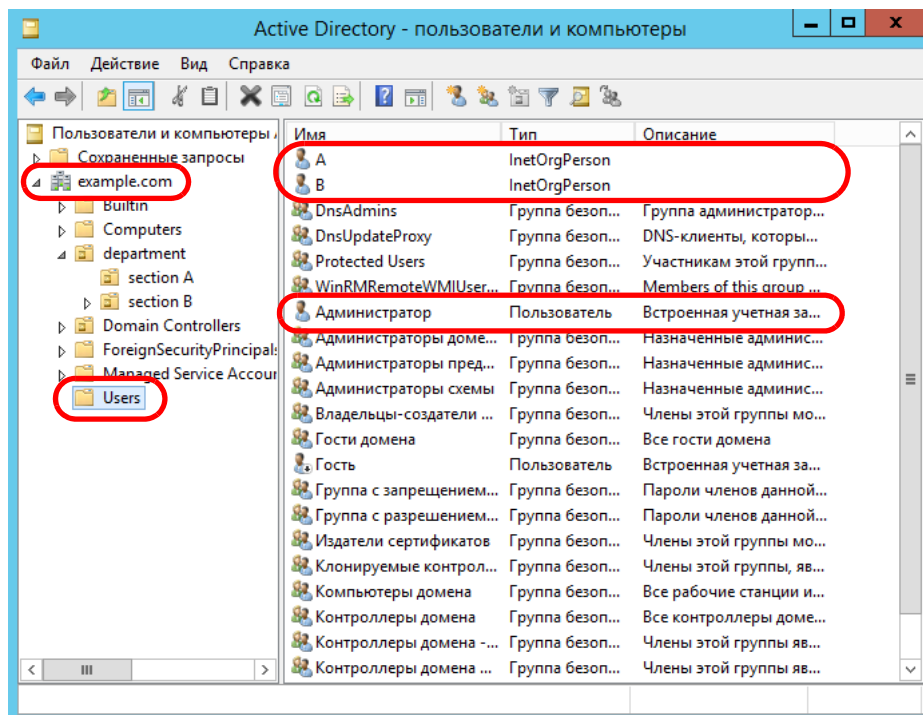 Active Directory - пользователи и компьютеры
Файл Действие Вид Справка
Пользователи и компьютеры
Сохраненные запросы
example.com
Builtin
Computers
department
section A
section B
Domain Controllers
ForeignSecurityPrincipals
Managed Service Accour
Users
Имя Тип Описание
A InetOrgPerson
B InetOrgPerson
DnsAdmins Группа безоп... Группа администратор...
DnsUpdateProxy Группа безоп... DNS-клиенты, которы...
Protected Users Группа безоп... Участникам этой групп...
WinRMRemoteWMIUser... Группа безоп... Members of this group ...
Администратор Пользователь Встроенная учетная за...
Администраторы доме... Группа безоп... Назначенные админис...
Администраторы пред... Группа безоп... Назначенные админис...
Администраторы схемы Группа безоп... Назначенные админис...
Владельцы-создатели ... Группа безоп... Члены этой группы мо...
Гости домена Группа безоп... Все гости домена
Гость Пользователь Встроенная учетная за...
Группа с запрещением... Группа безоп... Пароли членов данной...
Группа с разрешением... Группа безоп... Пароли членов данной...
Издатели сертификатов Группа безоп... Члены этой группы мо...
Клонируемые контрол... Группа безоп... Члены этой группы, яв...
Компьютеры домена Группа безоп... Все рабочие станции и...
Контроллеры домена Группа безоп... Все контроллеры доме...
Контроллеры домена -... Группа безоп... Члены этой группы яв...
Контроллеры домена ... Группа безоп... Члены этой группы яв...